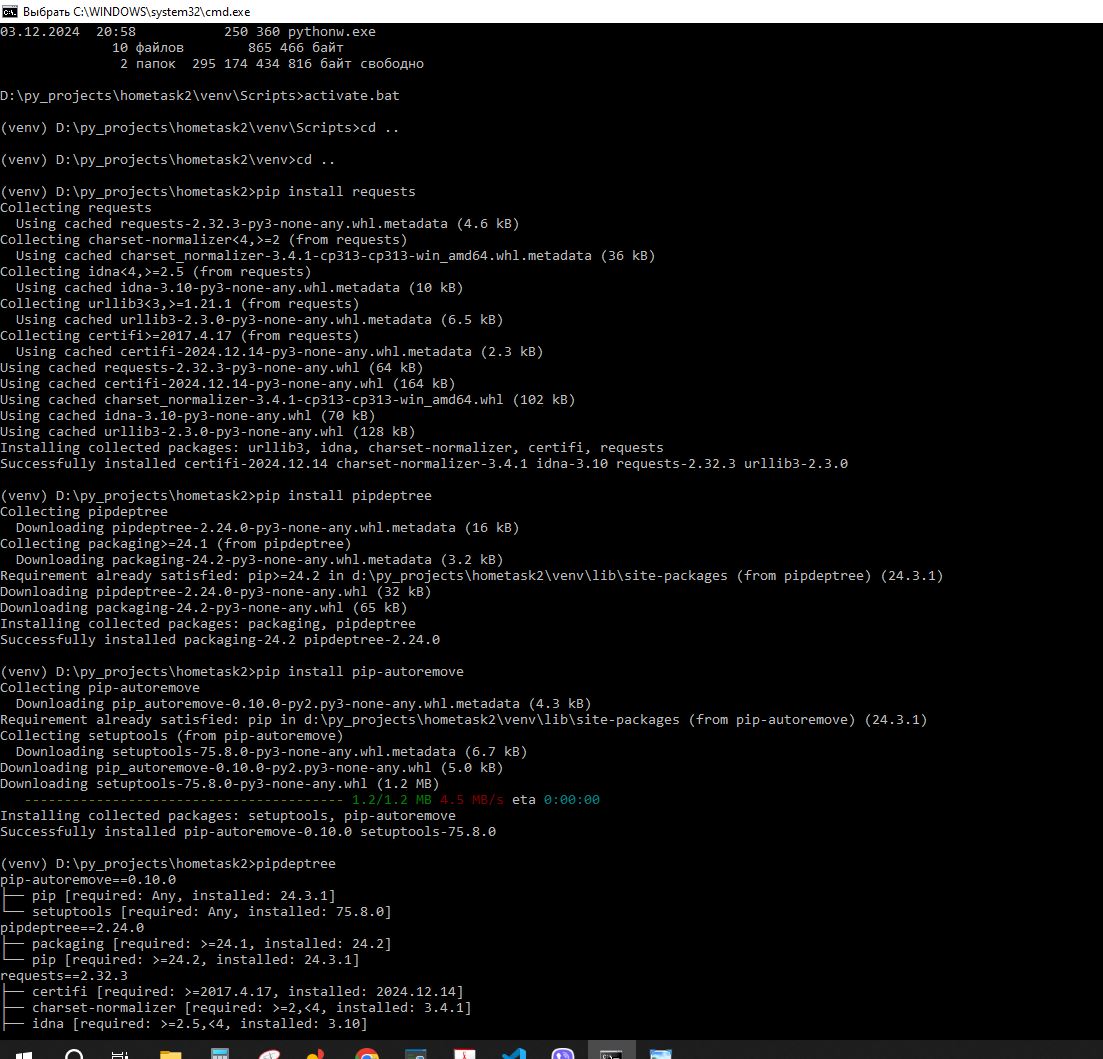 Выбрать C:\WINDOWS\system32\cmd.exe
03.12.2024  20:58           250 360 pythonw.exe
              10 файлов        865 466 байт
               2 папок  295 174 434 816 байт свободно

D:\py_projects\hometask2\venv\Scripts>activate.bat

(venv) D:\py_projects\hometask2\venv\Scripts>cd ..

(venv) D:\py_projects\hometask2\venv>cd ..

(venv) D:\py_projects\hometask2>pip install requests
Collecting requests
  Using cached requests-2.32.3-py3-none-any.whl.metadata (4.6 kB)
Collecting charset-normalizer<4,>=2 (from requests)
  Using cached charset_normalizer-3.4.1-cp313-cp313-win_amd64.whl.metadata (36 kB)
Collecting idna<4,>=2.5 (from requests)
  Using cached idna-3.10-py3-none-any.whl.metadata (10 kB)
Collecting urllib3<3,>=1.21.1 (from requests)
  Using cached urllib3-2.3.0-py3-none-any.whl.metadata (6.5 kB)
Collecting certifi>=2017.4.17 (from requests)
  Using cached certifi-2024.12.14-py3-none-any.whl.metadata (2.3 kB)
Using cached requests-2.32.3-py3-none-any.whl (64 kB)
Using cached certifi-2024.12.14-py3-none-any.whl (164 kB)
Using cached charset_normalizer-3.4.1-cp313-cp313-win_amd64.whl (102 kB)
Using cached idna-3.10-py3-none-any.whl (70 kB)
Using cached urllib3-2.3.0-py3-none-any.whl (128 kB)
Installing collected packages: urllib3, idna, charset-normalizer, certifi, requests
Successfully installed certifi-2024.12.14 charset-normalizer-3.4.1 idna-3.10 requests-2.32.3 urllib3-2.3.0

(venv) D:\py_projects\hometask2>pip install pipdeptree
Collecting pipdeptree
  Downloading pipdeptree-2.24.0-py3-none-any.whl.metadata (16 kB)
Collecting packaging>=24.1 (from pipdeptree)
  Downloading packaging-24.2-py3-none-any.whl.metadata (3.2 kB)
Requirement already satisfied: pip>=24.2 in d:\py_projects\hometask2\venv\lib\site-packages (from pipdeptree) (24.3.1)
Downloading pipdeptree-2.24.0-py3-none-any.whl (32 kB)
Downloading packaging-24.2-py3-none-any.whl (65 kB)
Installing collected packages: packaging, pipdeptree
Successfully installed packaging-24.2 pipdeptree-2.24.0

(venv) D:\py_projects\hometask2>pip install pip-autoremove
Collecting pip-autoremove
  Downloading pip_autoremove-0.10.0-py2.py3-none-any.whl.metadata (4.3 kB)
Requirement already satisfied: pip in d:\py_projects\hometask2\venv\lib\site-packages (from pip-autoremove) (24.3.1)
Collecting setuptools (from pip-autoremove)
  Downloading setuptools-75.8.0-py3-none-any.whl.metadata (6.7 kB)
Downloading pip_autoremove-0.10.0-py2.py3-none-any.whl (5.0 kB)
Downloading setuptools-75.8.0-py3-none-any.whl (1.2 MB)
   ---------------------------------------- 1.2/1.2 MB 4.5 MB/s eta 0:00:00
Installing collected packages: setuptools, pip-autoremove
Successfully installed pip-autoremove-0.10.0 setuptools-75.8.0

(venv) D:\py_projects\hometask2>pipdeptree
pip-autoremove==0.10.0
├── pip [required: Any, installed: 24.3.1]
└── setuptools [required: Any, installed: 75.8.0]
pipdeptree==2.24.0
├── packaging [required: >=24.1, installed: 24.2]
└── pip [required: >=24.2, installed: 24.3.1]
requests==2.32.3
├── certifi [required: >=2017.4.17, installed: 2024.12.14]
├── charset-normalizer [required: >=2,<4, installed: 3.4.1]
├── idna [required: >=2.5,<4, installed: 3.10]